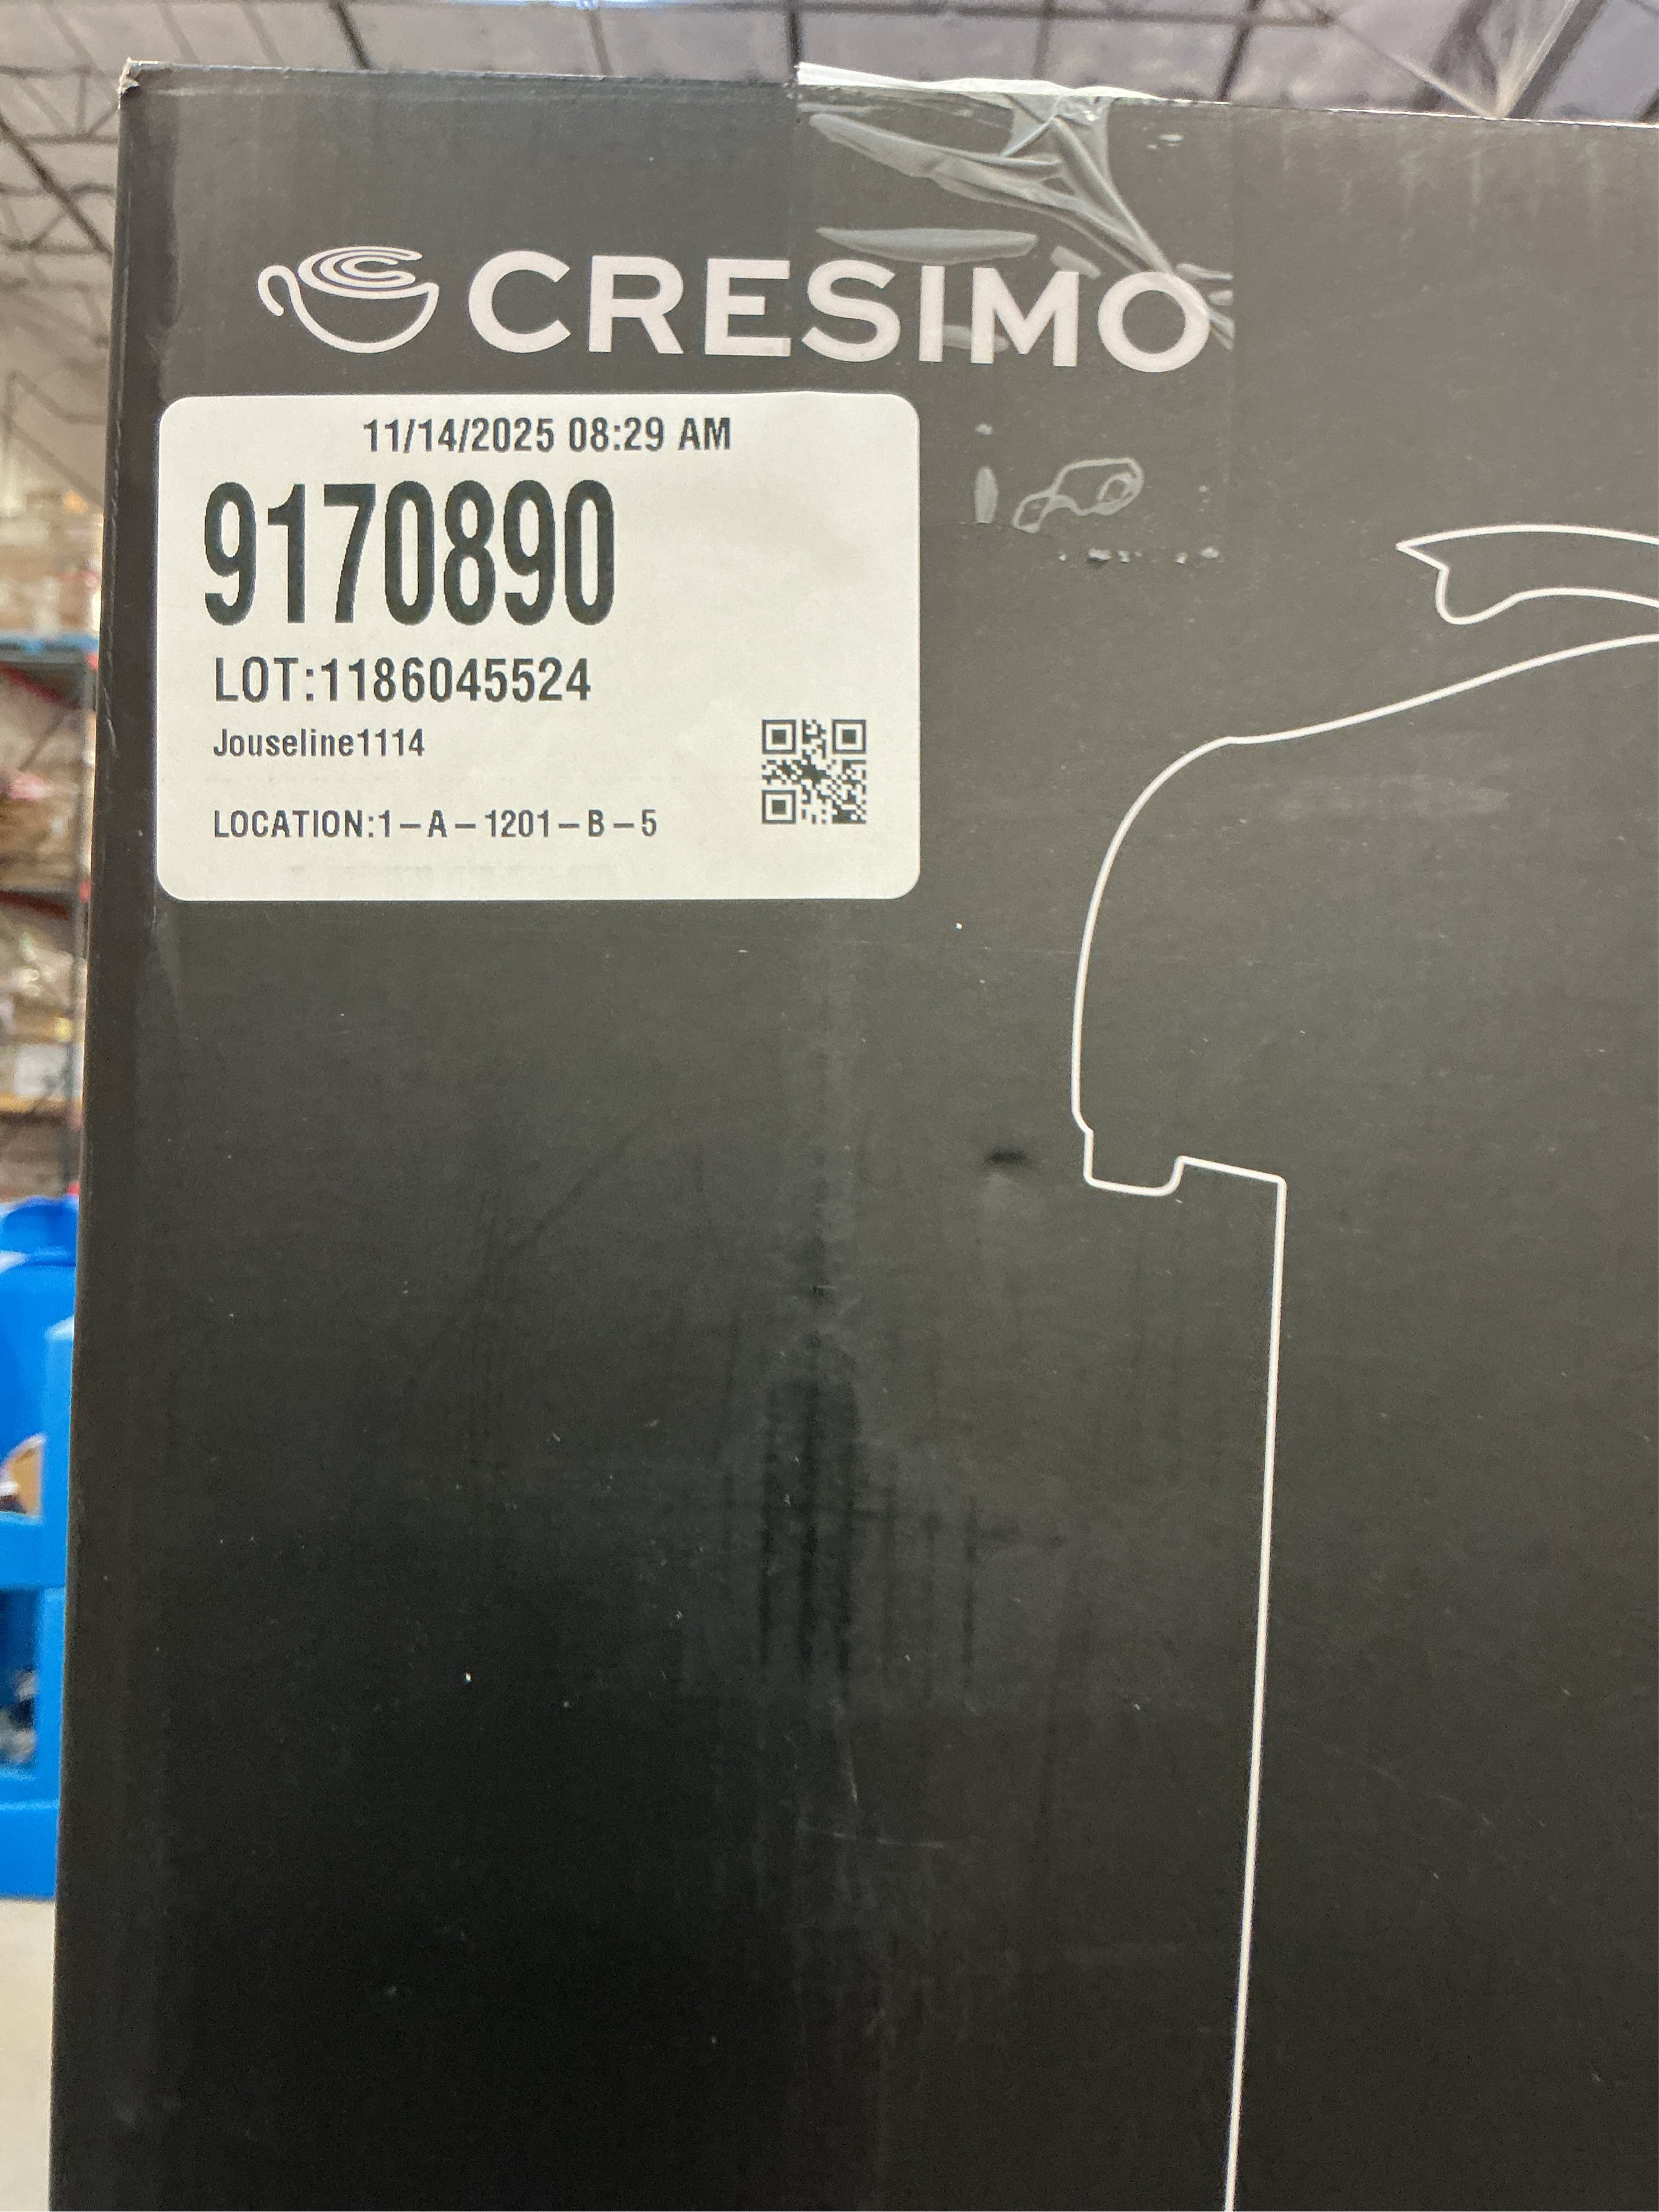 CRESIMO
11/14/2025 08:29 AM
9170890
LOT:1186045524
Jouseline1114
LOCATION:1-A-1201-B-5